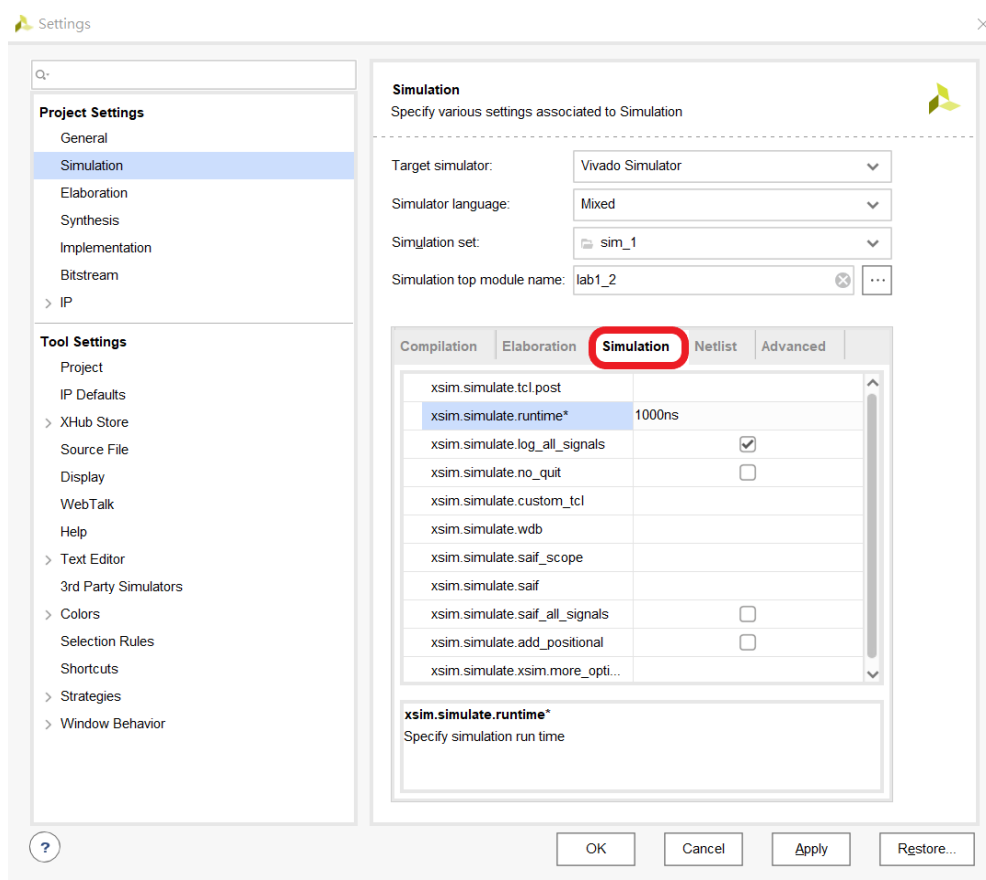 Settings
Project Settings
General
Simulation
Elaboration
Synthesis
Implementation
Bitstream
IP
Tool Settings
Project
IP Defaults
XHub Store
Source File
Display
WebTalk
Help
Text Editor
3rd Party Simulators
Colors
Selection Rules
Shortcuts
Strategies
Window Behavior
Simulation
Specify various settings associated to Simulation
Target simulator: Vivado Simulator
Simulator language: Mixed
Simulation set: sim_1
Simulation top module name: lab1_2 ...
Compilation Elaboration Simulation Netlist Advanced
xsim.simulate.tcl.post
xsim.simulate.runtime* 1000ns
xsim.simulate.log_all_signals
xsim.simulate.no_quit
xsim.simulate.custom_tcl
xsim.simulate.wdb
xsim.simulate.saif_scope
xsim.simulate.saif
xsim.simulate.saif_all_signals
xsim.simulate.add_positional
xsim.simulate.xsim.more_opti...
xsim.simulate.runtime*
Specify simulation run time
? OK Cancel Apply Restore...